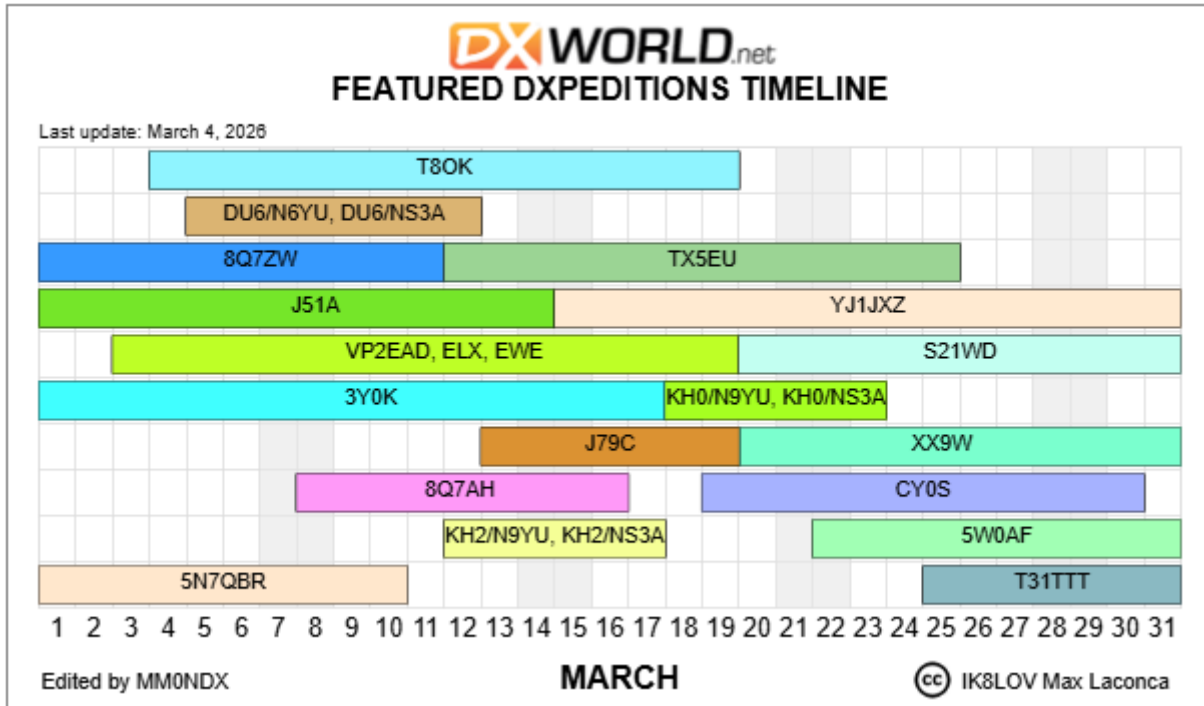 DX WORLD.net
FEATURED DXPEDITIONS TIMELINE
Last update: March 4, 2026
T8OK
DU6/N6YU, DU6/NS3A
8Q7ZW TX5EU
J51A YJ1JXZ
VP2EAD, ELX, EWE S21WD
3Y0K KH0/N9YU, KH0/NS3A
J79C XX9W
8Q7AH CY0S
KH2/N9YU, KH2/NS3A 5W0AF
5N7QBR T31TTT
1 2 3 4 5 6 7 8 9 10 11 12 13 14 15 16 17 18 19 20 21 22 23 24 25 26 27 28 29 30 31
Edited by MM0NDX MARCH cc IK8LOV Max Laconca